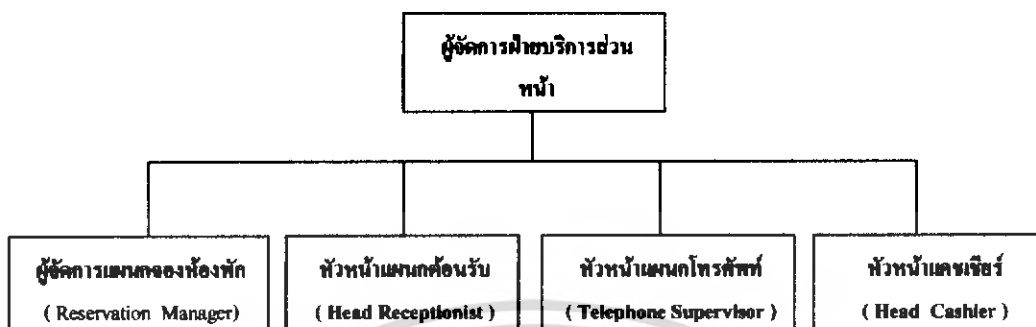 ผู้จัดการฝ่ายบริการส่วน
หน้า
ผู้จัดการแผนกจองห้องพัก
( Reservation Manager)
หัวหน้าแผนกต้อนรับ
( Head Receptionist )
หัวหน้าแผนกโทรศัพท์
( Telephone Supervisor )
หัวหน้าแคชเชียร์
( Head Cashier )